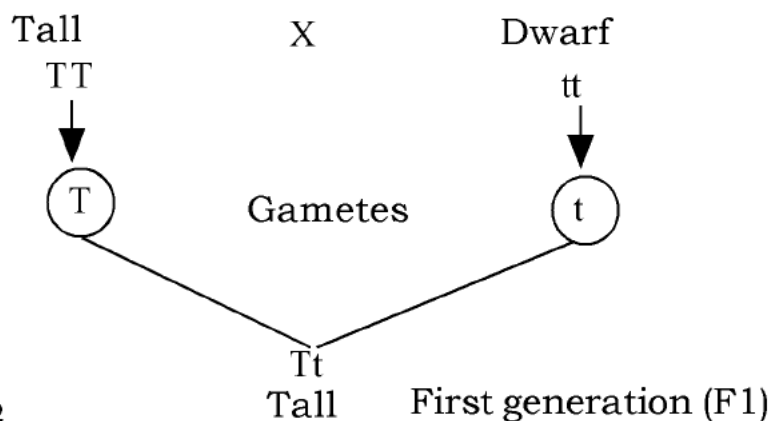 Tall X Dwarf
TT tt
T Gametes t
Tt
Tall First generation (F1)